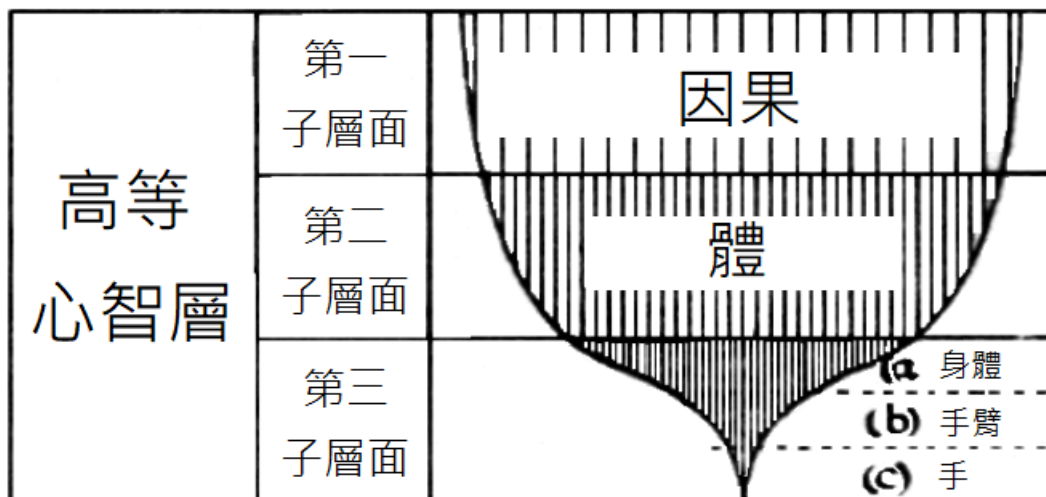 高等
心智層
第一
子層面
因果
第二
子層面
體
第三
子層面
(a 身體
(b) 手臂
(c) 手